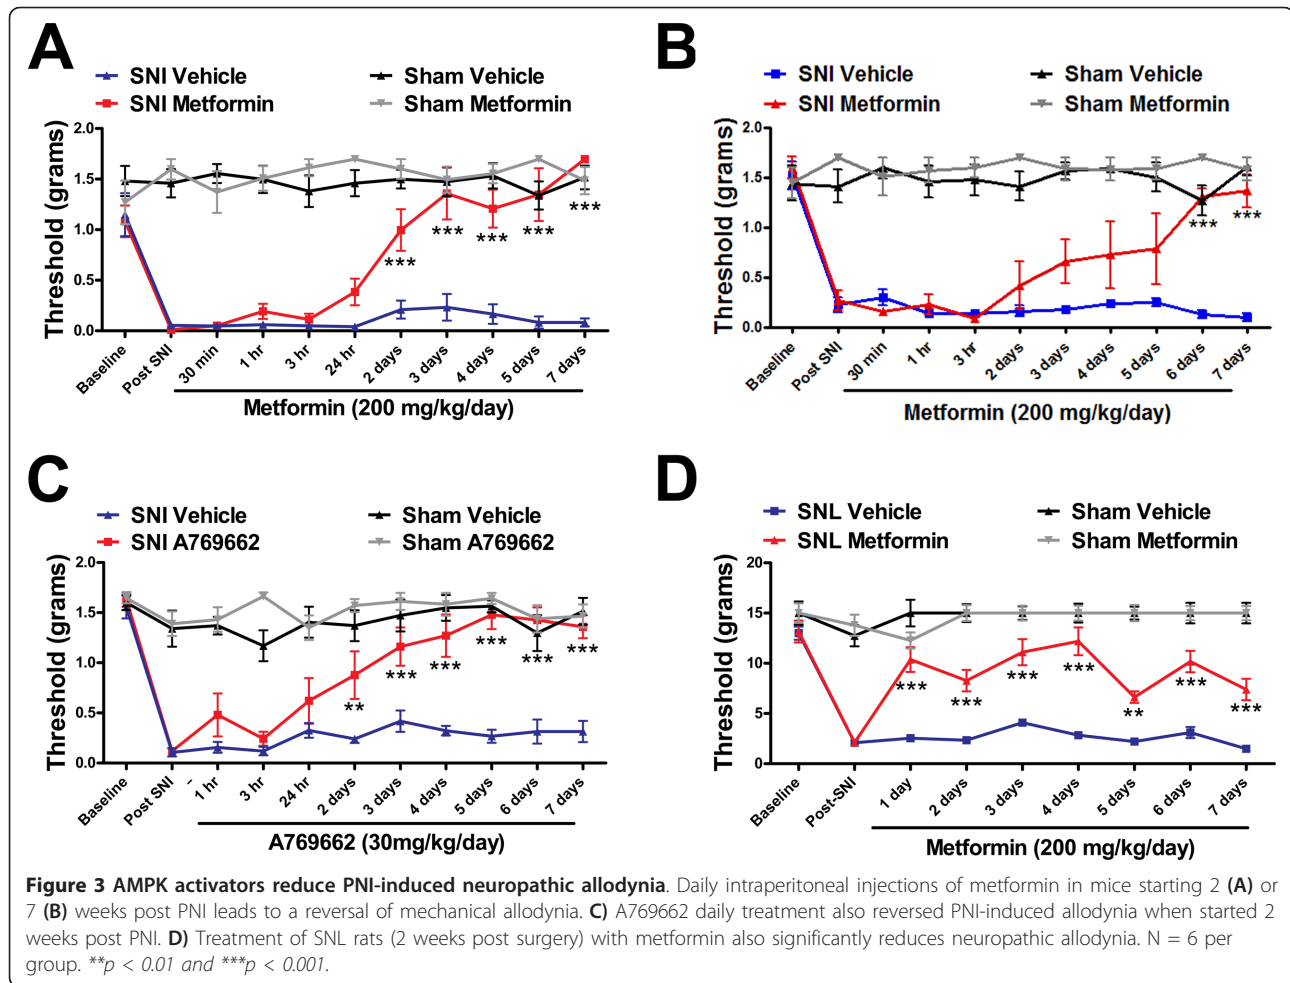 A
SNI Vehicle
Sham Vehicle
SNI Metformin
Sham Metformin
Threshold (grams)
2.0
1.5
1.0
0.5
0.0
Baseline
Post SNI
30 min
1 hr
3 hr
24 hr
2 days
3 days
4 days
5 days
7 days
***
***
***
***
***
Metformin (200 mg/kg/day)
B
SNI Vehicle
Sham Vehicle
SNI Metformin
Sham Metformin
Threshold (grams)
2.0
1.5
1.0
0.5
0.0
Baseline
Post SNI
30 min
1 hr
3 hr
2 days
3 days
4 days
5 days
6 days
7 days
***
***
Metformin (200 mg/kg/day)
C
SNI Vehicle
Sham Vehicle
SNI A769662
Sham A769662
Threshold (grams)
2.0
1.5
1.0
0.5
0.0
Baseline
Post SNI
-
1 hr
3 hr
24 hr
2 days
3 days
4 days
5 days
6 days
7 days
**
***
***
***
***
***
A769662 (30mg/kg/day)
D
SNL Vehicle
Sham Vehicle
SNL Metformin
Sham Metformin
Threshold (grams)
20
15
10
5
0
Baseline
Post-SNI
1 day
2 days
3 days
4 days
5 days
6 days
7 days
***
***
***
***
**
***
***
Metformin (200 mg/kg/day)
Figure 3 AMPK activators reduce PNI-induced neuropathic allodynia. Daily intraperitoneal injections of metformin in mice starting 2 (A) or
7 (B) weeks post PNI leads to a reversal of mechanical allodynia. C) A769662 daily treatment also reversed PNI-induced allodynia when started 2
weeks post PNI. D) Treatment of SNL rats (2 weeks post surgery) with metformin also significantly reduces neuropathic allodynia. N = 6 per
group. **p < 0.01 and ***p < 0.001.